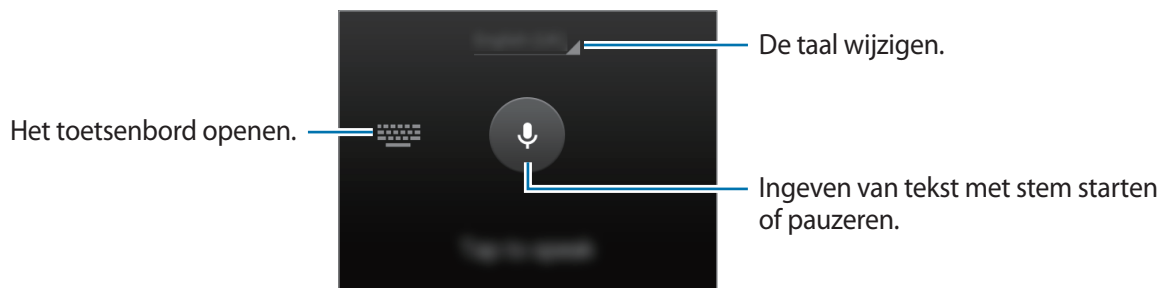 De taal wijzigen.
Het toetsenbord openen.
Ingeven van tekst met stem starten
of pauzeren.